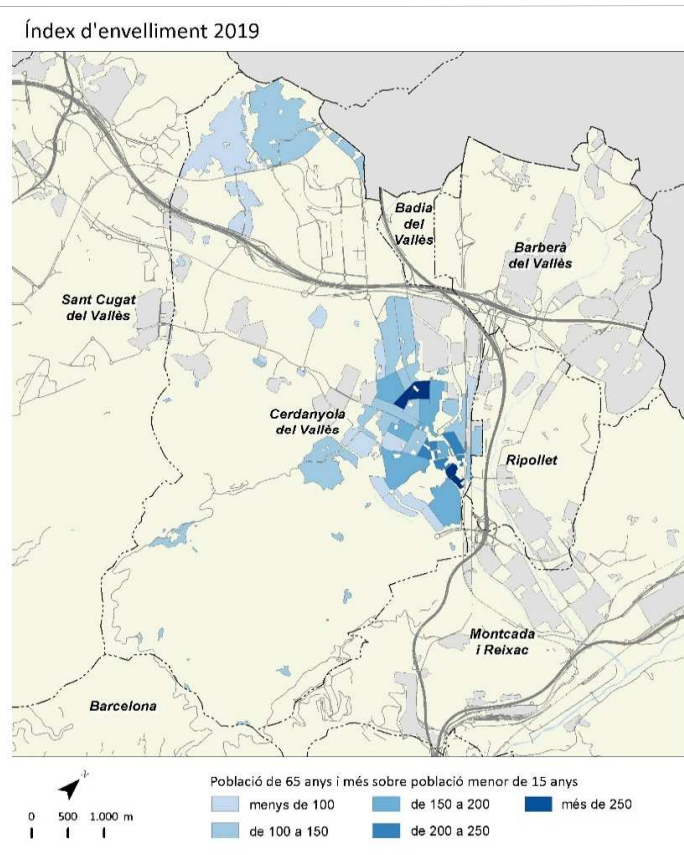 Índex d'envelliment 2019
Badia
del
Vallès
Barberà
del Vallès
Sant Cugat
del Vallès
Cerdanyola
del Vallès
Ripollet
Montcada
i Reixac
Barcelona
Població de 65 anys i més sobre població menor de 15 anys
0 500 1.000 m
menys de 100
de 150 a 200
més de 250
de 100 a 150
de 200 a 250